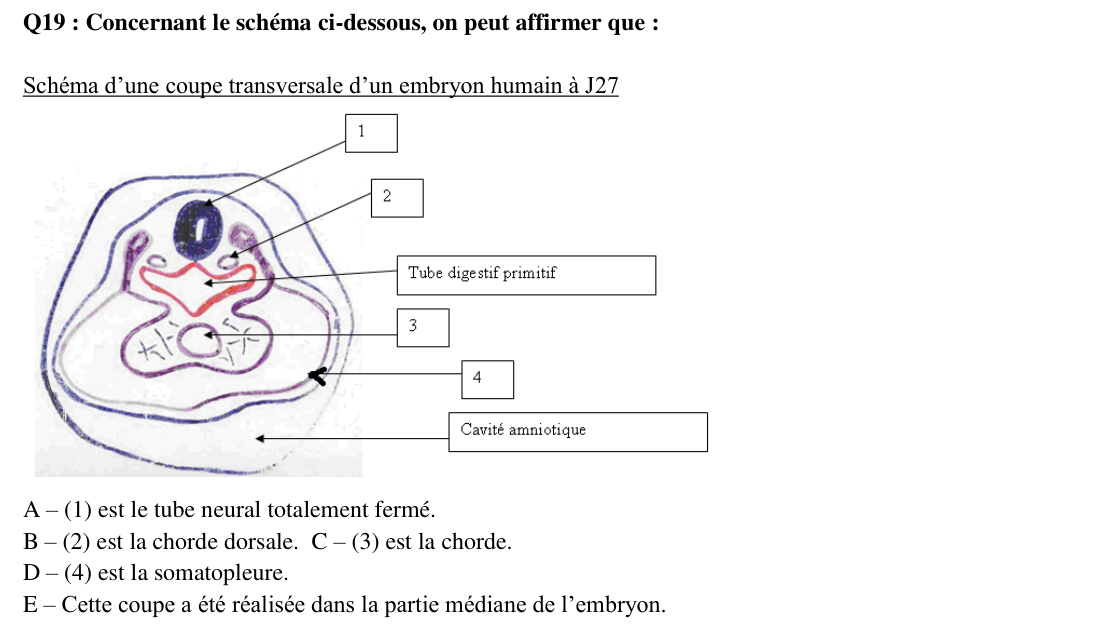 Q19 : Concernant le schéma ci-dessous, on peut affirmer que :
Schéma d’une coupe transversale d’un embryon humain à J27
1
2
Tube digestif primitif
3
4
Cavité amniotique
A – (1) est le tube neural totalement fermé.
B – (2) est la chorde dorsale. C – (3) est la chorde.
D – (4) est la somatopleure.
E – Cette coupe a été réalisée dans la partie médiane de l’embryon.